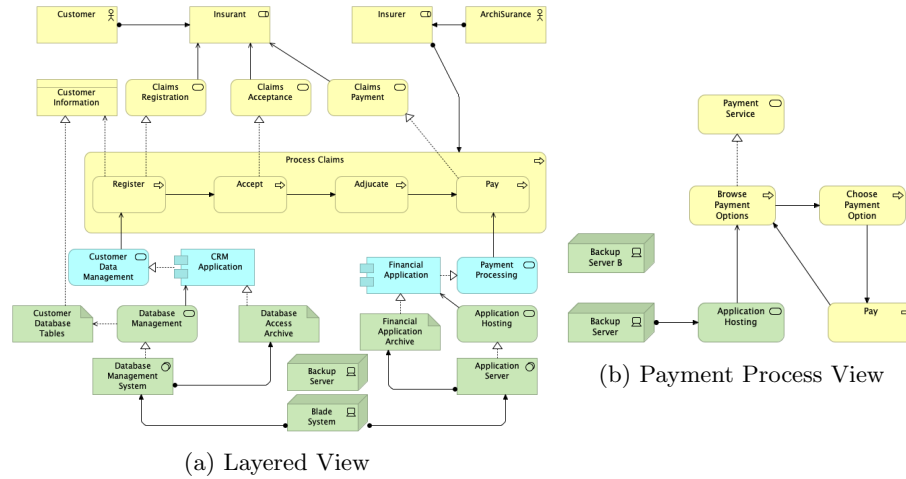 Customer
Insurant
Insurer
ArchiSurance
Customer
Information
Claims
Registration
Claims
Acceptance
Claims
Payment
Process Claims
Register
Accept
Adjucate
Pay
Customer
Data
Management
CRM
Application
Financial
Application
Payment
Processing
Customer
Database
Tables
Database
Management
Database
Access
Archive
Financial
Application
Archive
Application
Hosting
Database
Management
System
Backup
Server
Application
Server
Blade
System
(a) Layered View
Payment
Service
Browse
Payment
Options
Choose
Payment
Option
Backup
Server B
Backup
Server
Application
Hosting
Pay
(b) Payment Process View